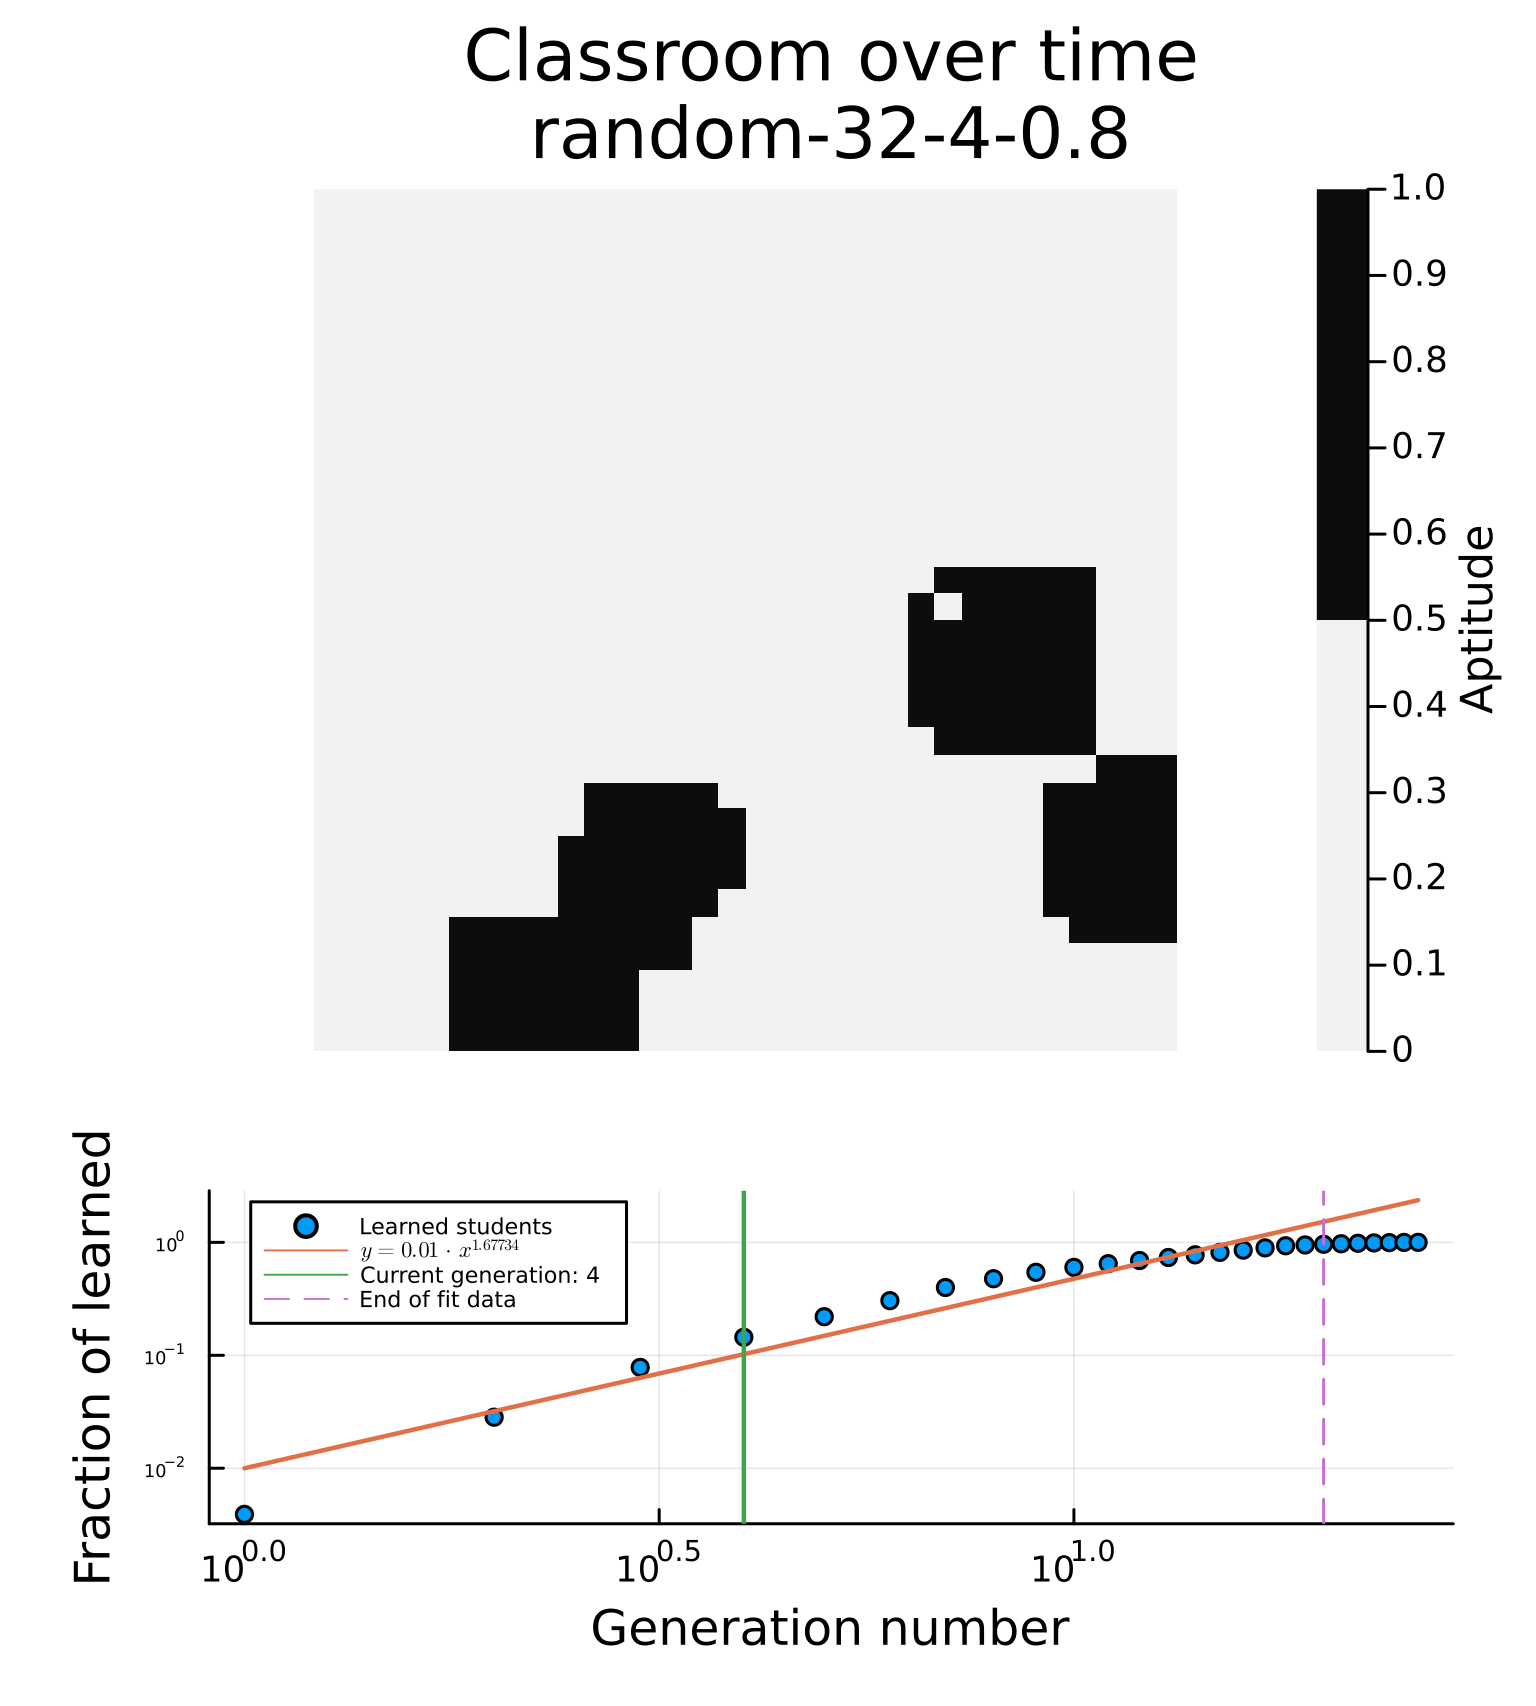 Classroom over time
random-32-4-0.8
1.0
0.9
0.8
0.7
0.6
0.5
0.4
0.3
0.2
0.1
0
Aptitude
Fraction of learned
10⁰
10⁻¹
10⁻²
Learned students
y = 0.01 · x^1.67734
Current generation: 4
End of fit data
10^0.0
10^0.5
10^1.0
Generation number